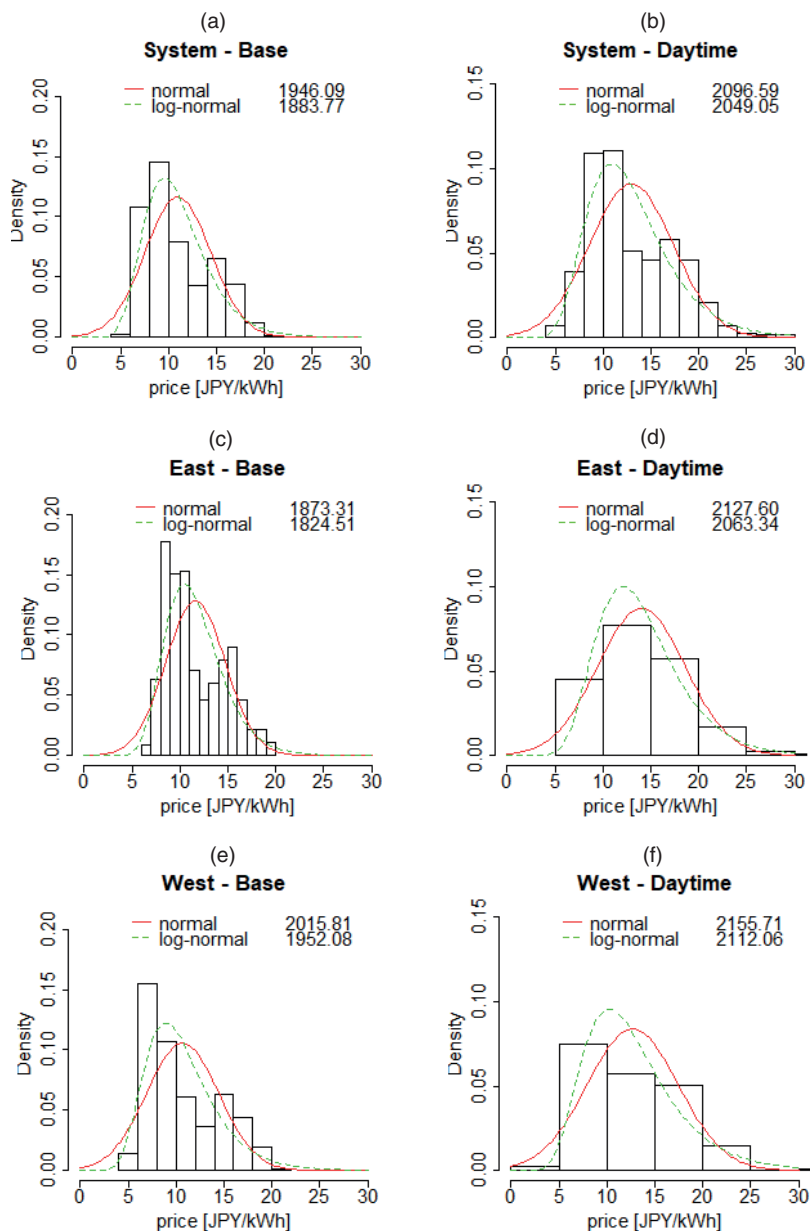 (a)
System - Base
normal 1946.09
log-normal 1883.77
Density
0.00 0.05 0.10 0.15 0.20
0 5 10 15 20 25 30
price [JPY/kWh]
(b)
System - Daytime
normal 2096.59
log-normal 2049.05
Density
0.00 0.05 0.10 0.15
0 5 10 15 20 25 30
price [JPY/kWh]
(c)
East - Base
normal 1873.31
log-normal 1824.51
Density
0.00 0.05 0.10 0.15 0.20
0 5 10 15 20 25 30
price [JPY/kWh]
(d)
East - Daytime
normal 2127.60
log-normal 2063.34
Density
0.00 0.05 0.10 0.15
0 5 10 15 20 25 30
price [JPY/kWh]
(e)
West - Base
normal 2015.81
log-normal 1952.08
Density
0.00 0.05 0.10 0.15 0.20
0 5 10 15 20 25 30
price [JPY/kWh]
(f)
West - Daytime
normal 2155.71
log-normal 2112.06
Density
0.00 0.05 0.10 0.15
0 5 10 15 20 25 30
price [JPY/kWh]